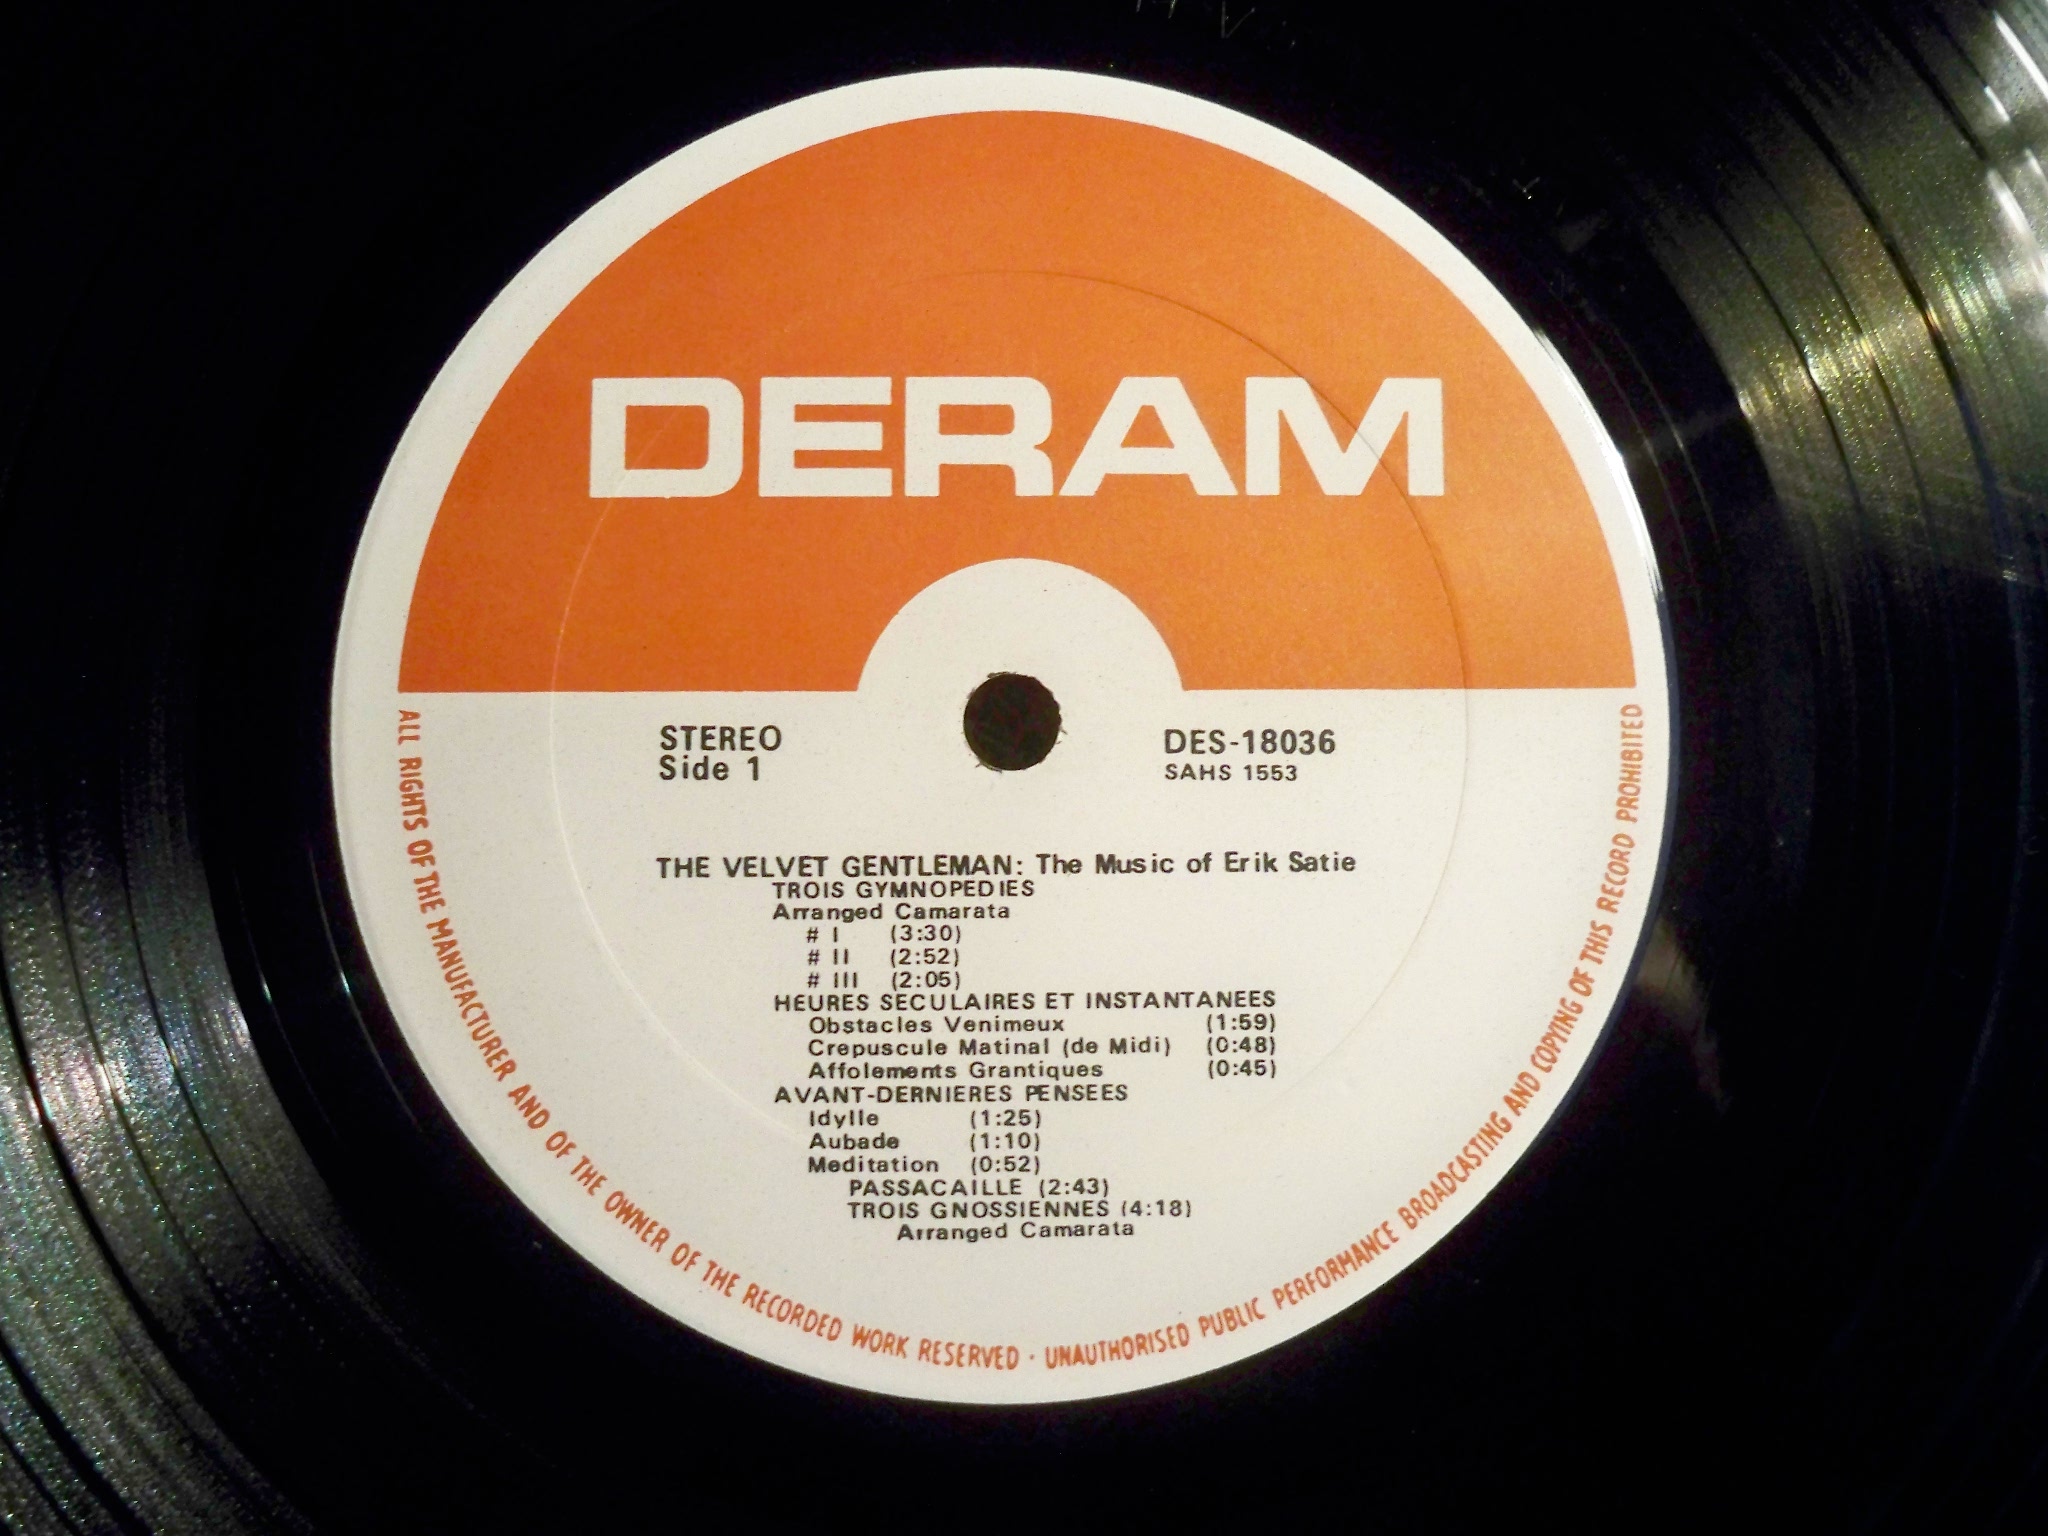 DERAM
STEREO
Side 1
DES-18036
SAHS 1553
THE VELVET GENTLEMAN: The Music of Erik Satie
TROIS GYMNOPEDIES
Arranged Camarata
# I (3:30)
# II (2:52)
# III (2:05)
HEURES SECULAIRES ET INSTANTANEES
Obstacles Venimeux (1:59)
Crepuscule Matinal (de Midi) (0:48)
Affolements Grantiques (0:45)
AVANT-DERNIERES PENSEES
Idylle (1:25)
Aubade (1:10)
Meditation (0:52)
PASSACAILLE (2:43)
TROIS GNOSSIENNES (4:18)
Arranged Camarata
ALL RIGHTS OF THE MANUFACTURER AND OF THE OWNER OF THE RECORDED WORK RESERVED · UNAUTHORISED PUBLIC PERFORMANCE BROADCASTING AND COPYING OF THIS RECORD PROHIBITED